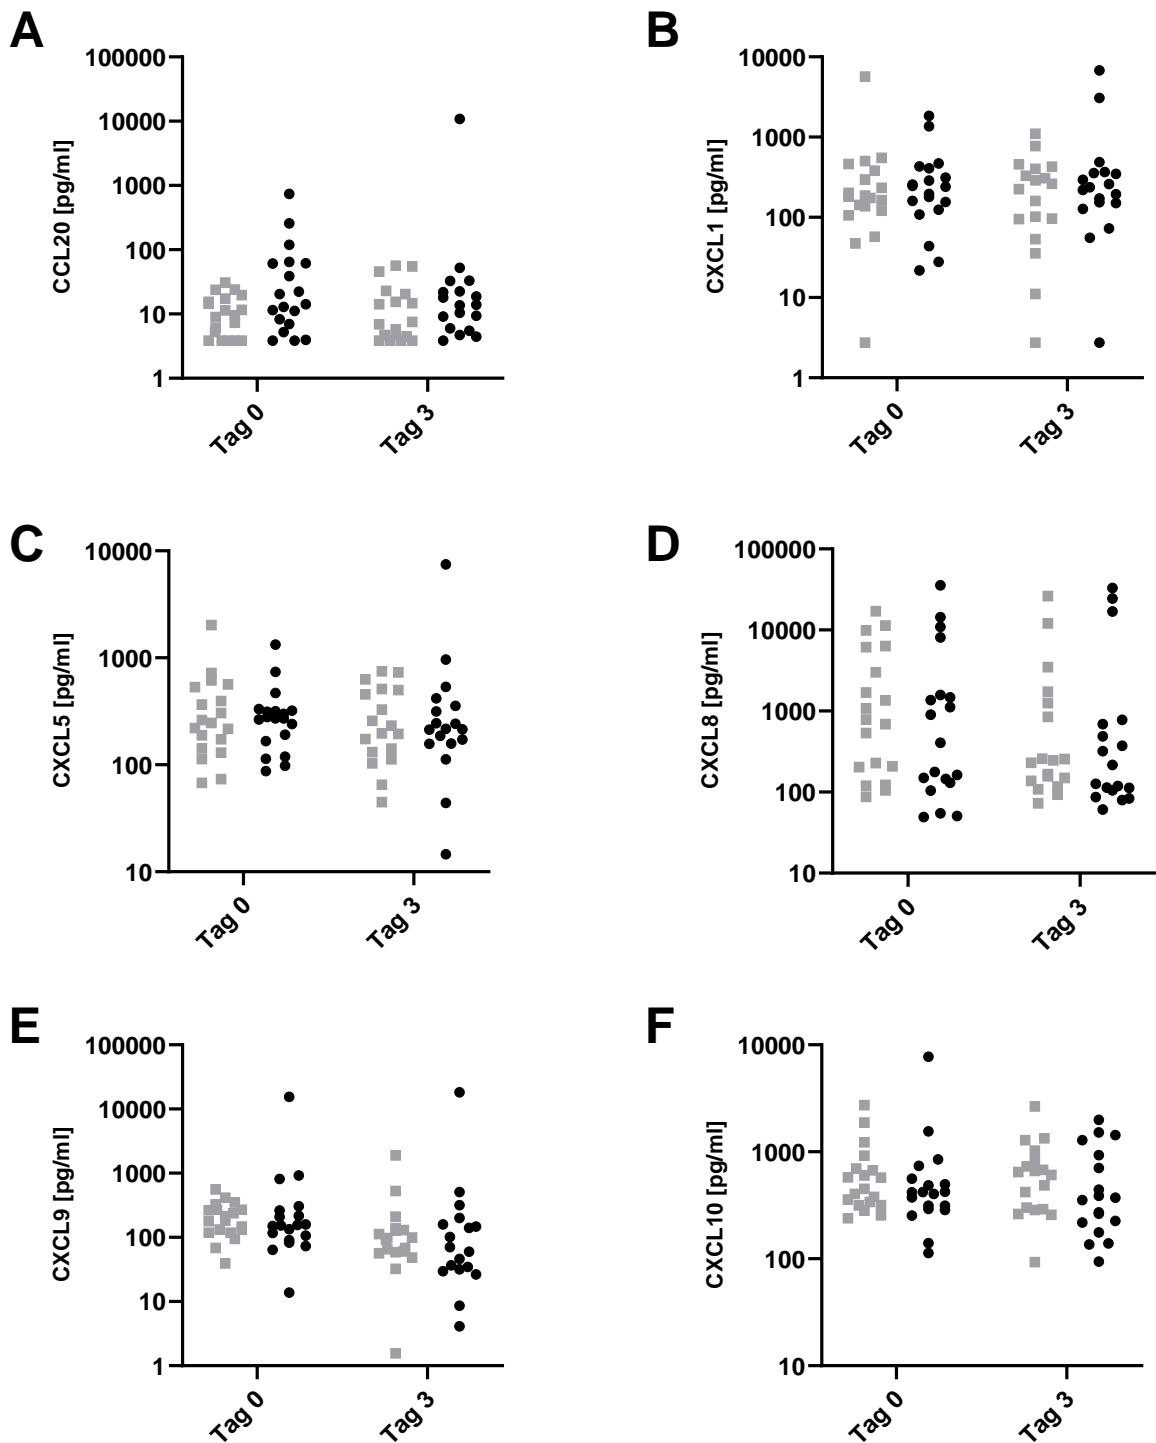 A
CCL20 [pg/ml]
100000
10000
1000
100
10
1
Tag 0
Tag 3
B
CXCL1 [pg/ml]
10000
1000
100
10
1
Tag 0
Tag 3
C
CXCL5 [pg/ml]
10000
1000
100
10
Tag 0
Tag 3
D
CXCL8 [pg/ml]
100000
10000
1000
100
10
Tag 0
Tag 3
E
CXCL9 [pg/ml]
100000
10000
1000
100
10
1
Tag 0
Tag 3
F
CXCL10 [pg/ml]
10000
1000
100
10
Tag 0
Tag 3